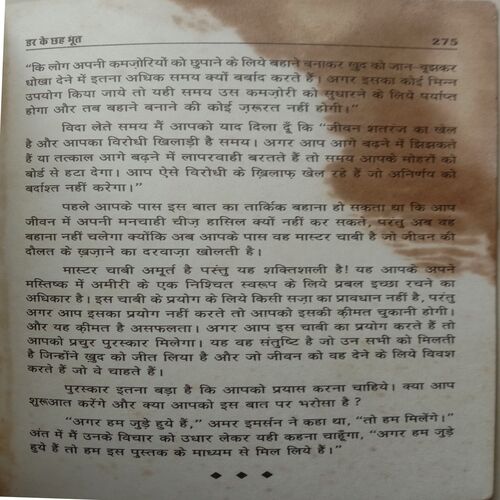 डर के छह भूत 275
“कि लोग अपनी कमज़ोरियों को छुपाने के लिये बहाने बनाकर खुद को जान-बूझकर
धोखा देने में इतना अधिक समय क्यों बर्बाद करते हैं। अगर इसका कोई भिन्न
उपयोग किया जाये तो यही समय उस कमज़ोरी को सुधारने के लिये पर्याप्त
होगा और तब बहाने बनाने की कोई ज़रूरत नहीं होगी।”
विदा लेते समय मैं आपको याद दिला दूँ कि “जीवन शतरंज का खेल
है और आपका विरोधी खिलाड़ी है समय। अगर आप आगे बढ़ने में झिझकते
हैं या तत्काल आगे बढ़ने में लापरवाही बरतते हैं तो समय आपके मोहरों को
बोर्ड से हटा देगा। आप ऐसे विरोधी के ख़िलाफ़ खेल रहे हैं जो अनिर्णय को
बर्दाश्त नहीं करेगा।”
पहले आपके पास इस बात का तार्किक बहाना हो सकता था कि आप
जीवन में अपनी मनचाही चीज़ हासिल क्यों नहीं कर सकते, परंतु अब वह
बहाना नहीं चलेगा क्योंकि अब आपके पास वह मास्टर चाबी है जो जीवन की
दौलत के ख़ज़ाने का दरवाज़ा खोलती है।
मास्टर चाबी अमूर्त है परंतु यह शक्तिशाली है! यह आपके अपने
मस्तिष्क में अमीरी के एक निश्चित स्वरूप के लिये प्रबल इच्छा रचने का
अधिकार है। इस चाबी के प्रयोग के लिये किसी सज़ा का प्रावधान नहीं है, परंतु
अगर आप इसका प्रयोग नहीं करते तो आपको इसकी क़ीमत चुकानी होगी।
और यह क़ीमत है असफलता। अगर आप इस चाबी का प्रयोग करते हैं तो
आपको प्रचुर पुरस्कार मिलेगा। यह वह संतुष्टि है जो उन सभी को मिलती
है जिन्होंने ख़ुद को जीत लिया है और जो जीवन को वह देने के लिये विवश
करते हैं जो वे चाहते हैं।
पुरस्कार इतना बड़ा है कि आपको प्रयास करना चाहिये। क्या आप
शुरूआत करेंगे और क्या आपको इस बात पर भरोसा है?
“अगर हम जुड़े हुये हैं,” अमर इमर्सन ने कहा था, “तो हम मिलेंगे।”
अंत में मैं उनके विचार को उधार लेकर यही कहना चाहूँगा, “अगर हम जुड़े
हुये हैं तो हम इस पुस्तक के माध्यम से मिल लिये हैं।”